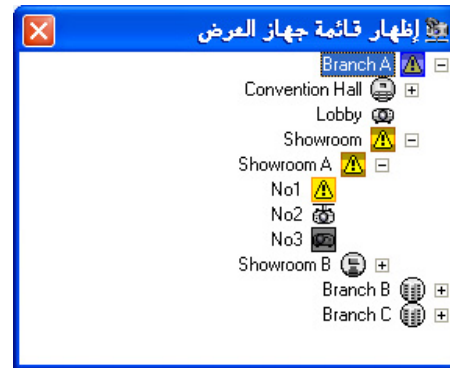 إظهار قائمة جهاز العرض
Branch A
Convention Hall
Lobby
Showroom
Showroom A
No1
No2
No3
Showroom B
Branch B
Branch C